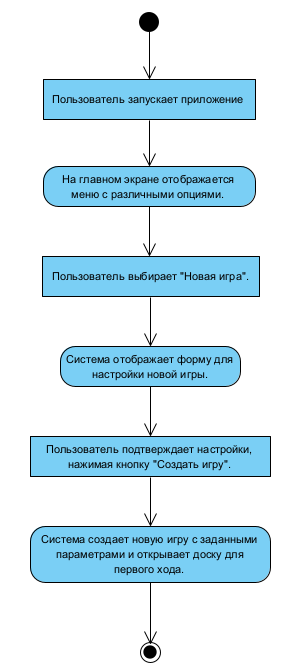 Пользователь запускает приложение
На главном экране отображается
меню с различными опциями.
Пользователь выбирает "Новая игра".
Система отображает форму для
настройки новой игры.
Пользователь подтверждает настройки,
нажимая кнопку "Создать игру".
Система создает новую игру с заданными
параметрами и открывает доску для
первого хода.